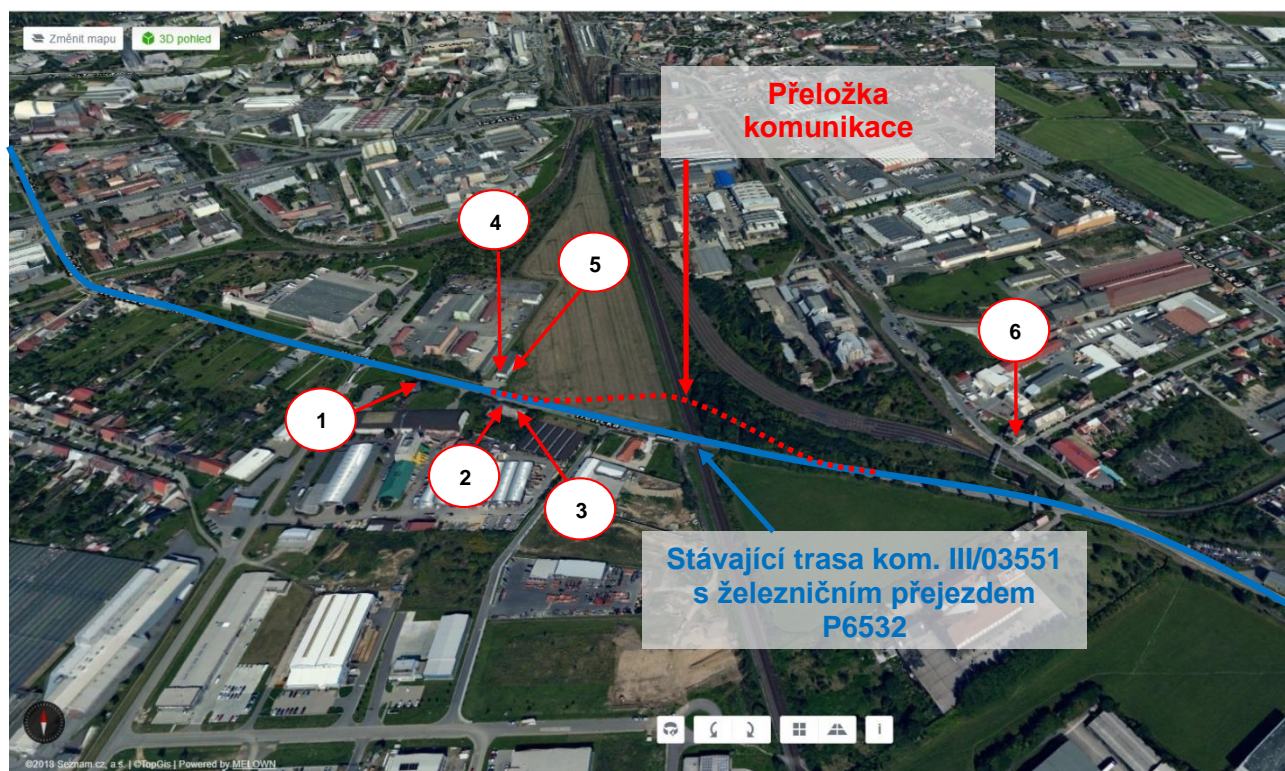 Změnit mapu
3D pohled
Přeložka
komunikace
4
5
6
1
2
3
Stávající trasa kom. III/03551
s železničním přejezdem
P6532
i
©2018 Seznam.cz, a.s. | ©TopGis | Powered by MELOWN